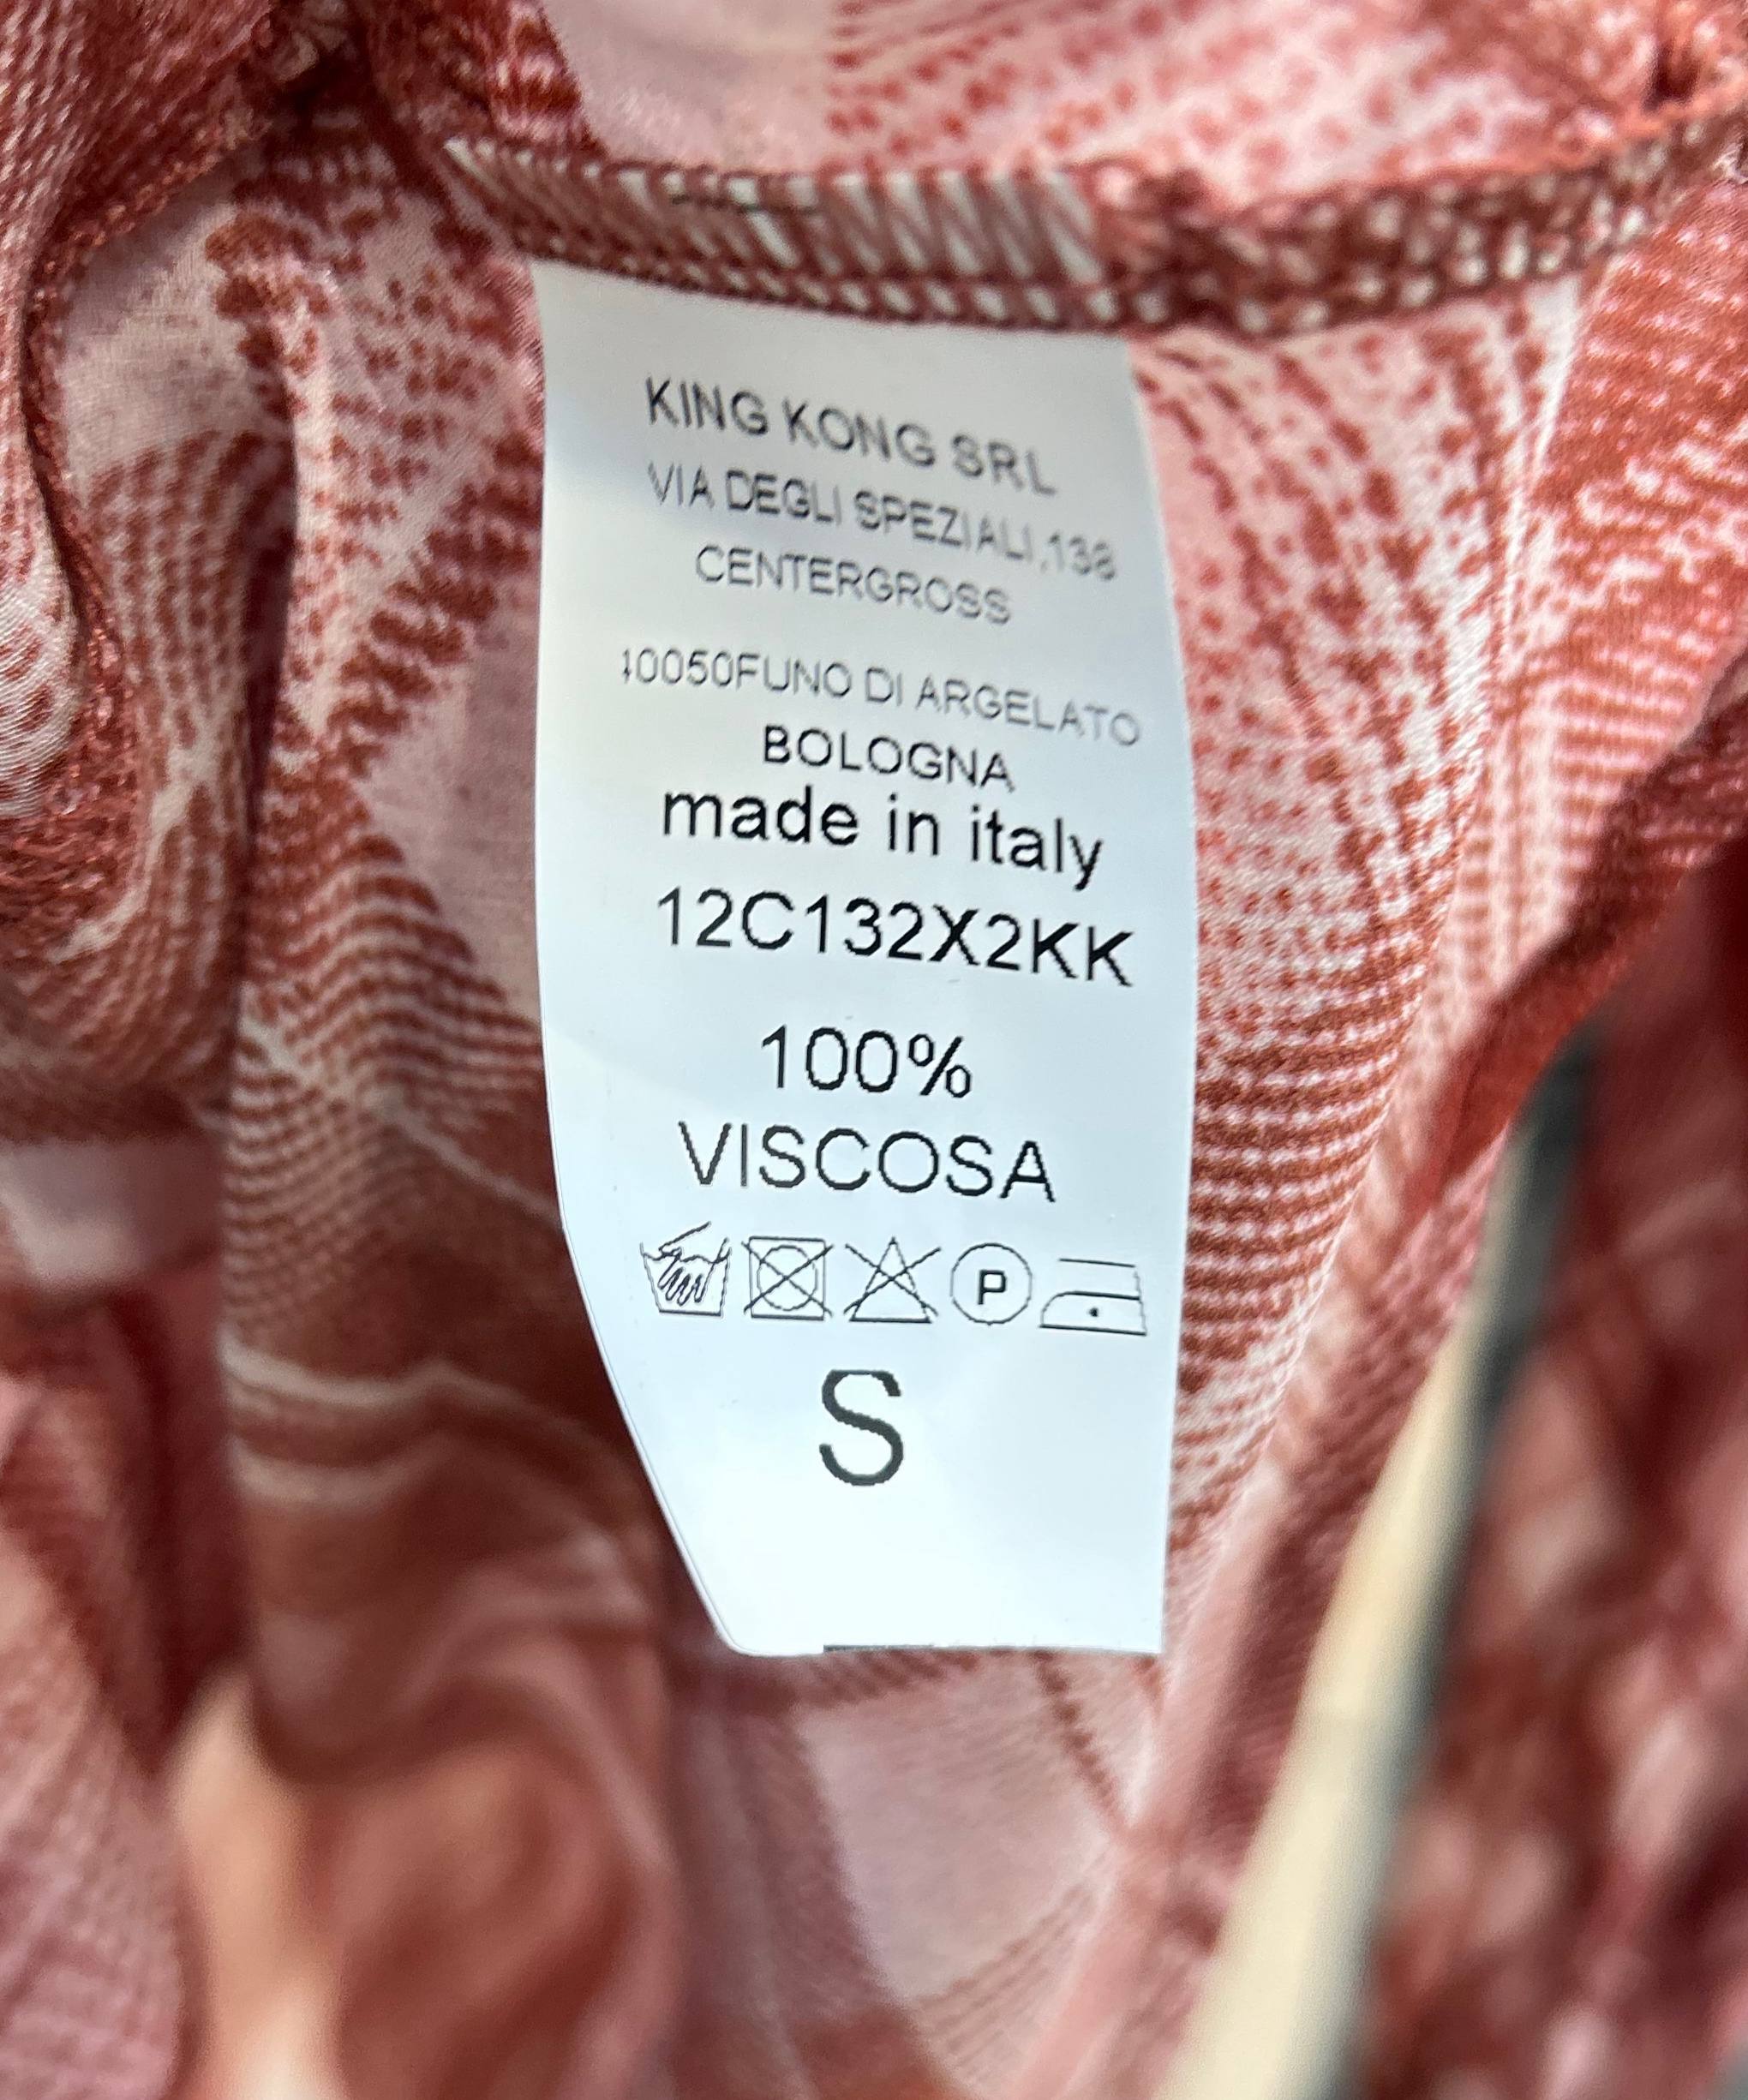 KING KONG SRL
VIA DEGLI SPEZIALI,138
CENTERGROSS
40050FUNO DI ARGELATO
BOLOGNA
made in italy
12C132X2KK
100%
VISCOSA
P
S